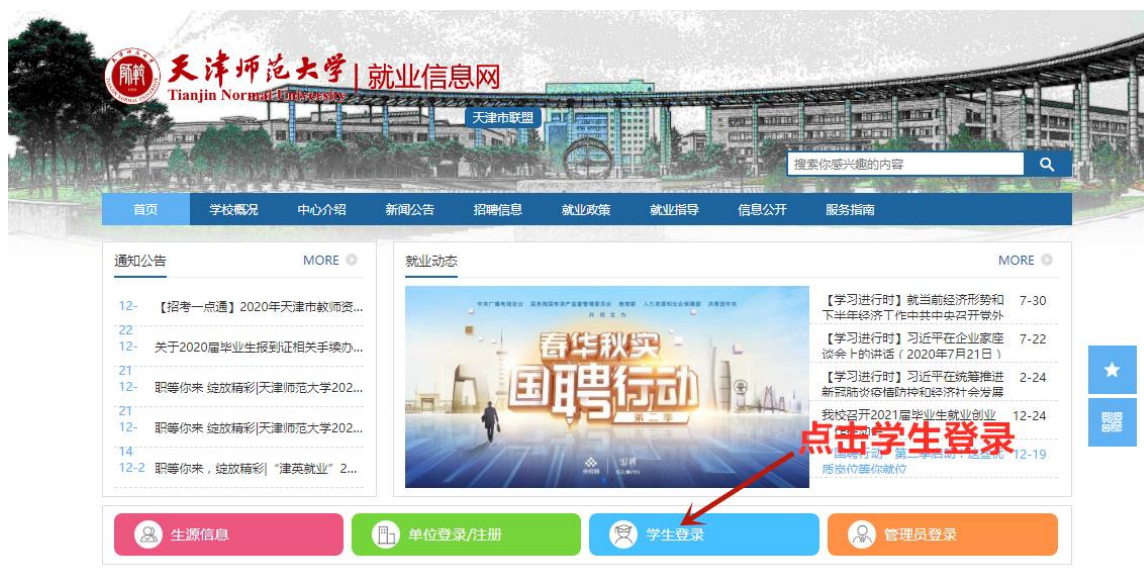 天津师范大学 | 就业信息网
Tianjin Normal University
天津市联盟
搜索你感兴趣的内容
首页 学校概况 中心介绍 新闻公告 招聘信息 就业政策 就业指导 信息公开 服务指南
通知公告 MORE
12-22 【招考一点通】2020年天津市教师资...
12-21 关于2020届毕业生报到证相关手续办...
12-21 职等你来 绽放精彩|天津师范大学202...
12-14 职等你来 绽放精彩|天津师范大学202...
12-2 职等你来，绽放精彩| “津英就业” 2...
就业动态 MORE
共同主办
春华秋实
国聘行动
第二季
【学习进行时】就当前经济形势和 7-30
下半年经济工作中共中央召开党外
【学习进行时】习近平在企业家座 7-22
谈会上的讲话（2020年7月21日）
【学习进行时】习近平在统筹推进 2-24
新冠肺炎疫情防控和经济社会发展
我校召开2021届毕业生就业创业 12-24
点击学生登录
12-19
质岗位等你就位
生源信息
单位登录/注册
学生登录
管理员登录